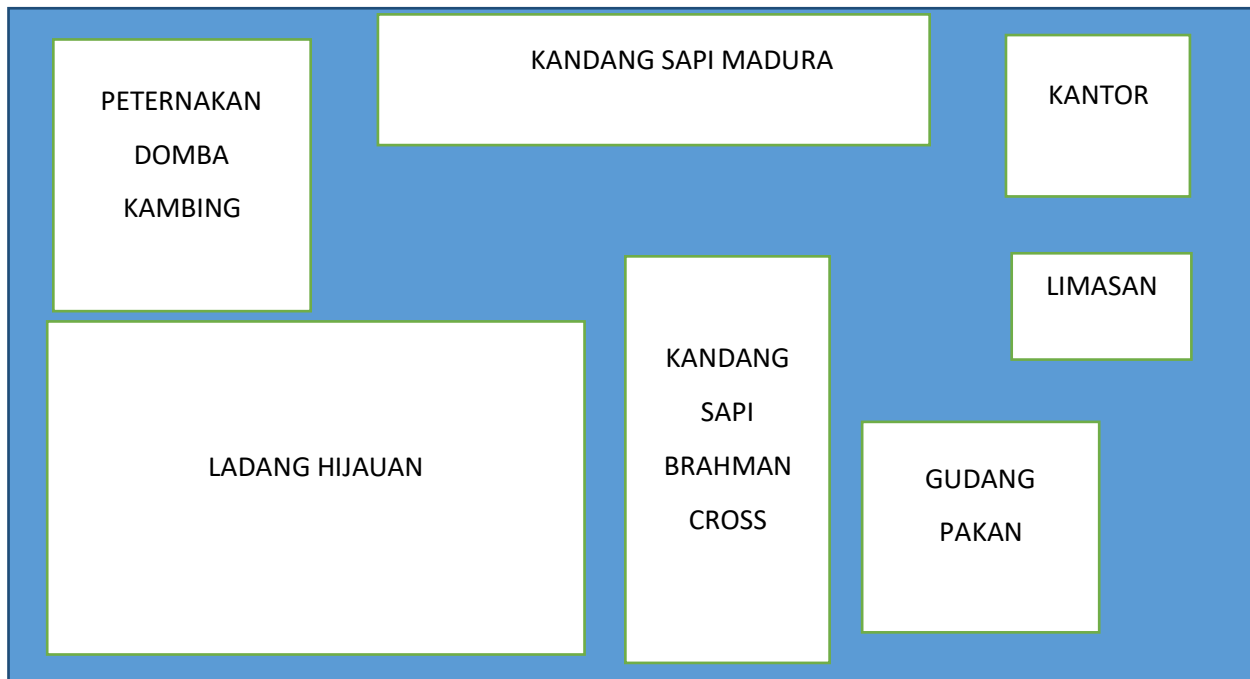 PETERNAKAN
DOMBA
KAMBING
KANDANG SAPI MADURA
KANTOR
LIMASAN
LADANG HIJAUAN
KANDANG
SAPI
BRAHMAN
CROSS
GUDANG
PAKAN